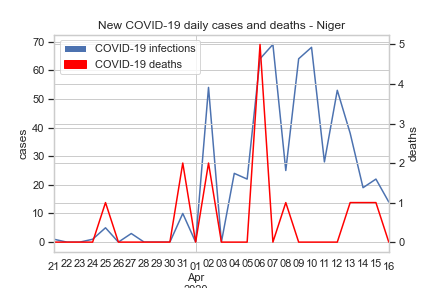 New COVID-19 daily cases and deaths - Niger
COVID-19 infections
COVID-19 deaths
70
60
50
40
30
20
10
0
cases
5
4
3
2
1
0
deaths
21 22 23 24 25 26 27 28 29 30 31 01 02 03 04 05 06 07 08 09 10 11 12 13 14 15 16
Apr
2020